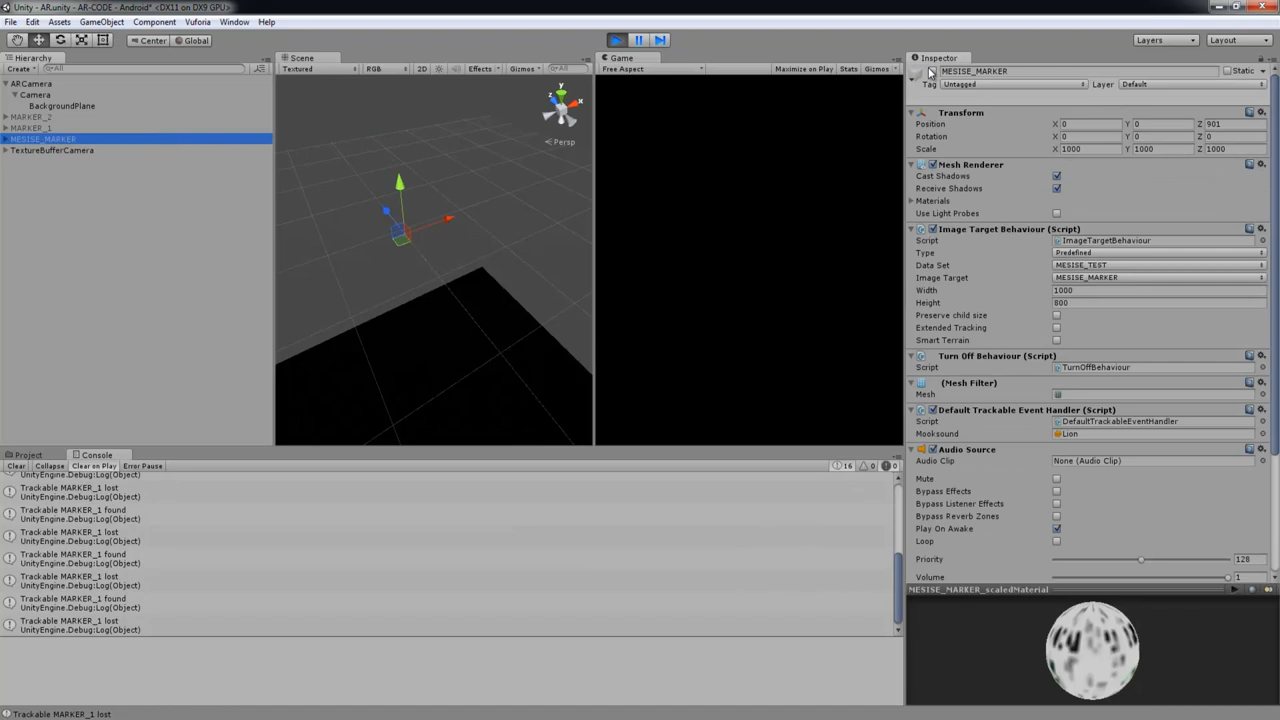 Unity - AR.unity - AR-CODE - Android* <DX11 on DX9 GPU>
File Edit Assets GameObject Component Vuforia Window Help
Center Global Layers Layout
Hierarchy
Create All
ARCamera
Camera
BackgroundPlane
MARKER_2
MARKER_1
MESISE_MARKER
TextureBufferCamera
Scene
Textured RGB 2D Effects Gizmos All
y
x
z
Persp
Game
Free Aspect Maximize on Play Stats Gizmos
Inspector
MESISE_MARKER Static
Tag Untagged Layer Default
Transform
Position X 0 Y 0 Z 901
Rotation X 0 Y 0 Z 0
Scale X 1000 Y 1000 Z 1000
Mesh Renderer
Cast Shadows
Receive Shadows
Materials
Use Light Probes
Image Target Behaviour (Script)
Script ImageTargetBehaviour
Type Predefined
Data Set MESISE_TEST
Image Target MESISE_MARKER
Width 1000
Height 800
Preserve child size
Extended Tracking
Smart Terrain
Turn Off Behaviour (Script)
Script TurnOffBehaviour
(Mesh Filter)
Mesh
Default Trackable Event Handler (Script)
Script DefaultTrackableEventHandler
Mooksound Lion
Audio Source
Audio Clip None (Audio Clip)
Mute
Bypass Effects
Bypass Listener Effects
Bypass Reverb Zones
Play On Awake
Loop
Priority 128
Volume 1
MESISE_MARKER_scaledMaterial
Project Console
Clear Collapse Clear on Play Error Pause 16 0 0
UnityEngine.Debug:Log(Object)
Trackable MARKER_1 lost
UnityEngine.Debug:Log(Object)
Trackable MARKER_1 found
UnityEngine.Debug:Log(Object)
Trackable MARKER_1 lost
UnityEngine.Debug:Log(Object)
Trackable MARKER_1 found
UnityEngine.Debug:Log(Object)
Trackable MARKER_1 lost
UnityEngine.Debug:Log(Object)
Trackable MARKER_1 found
UnityEngine.Debug:Log(Object)
Trackable MARKER_1 lost
UnityEngine.Debug:Log(Object)
Trackable MARKER_1 lost